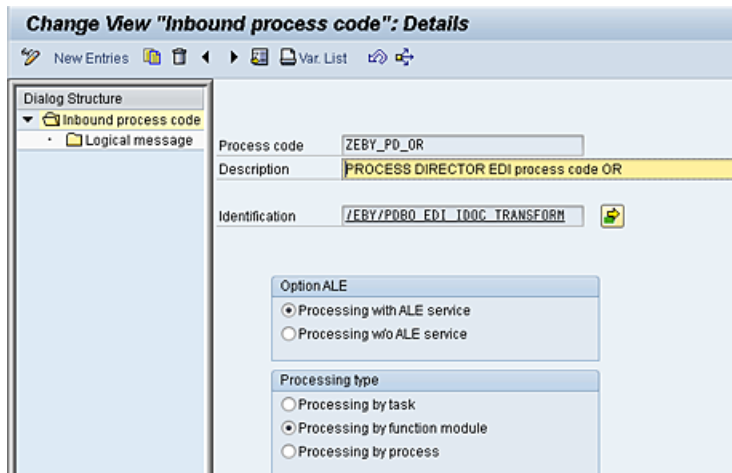 Change View "Inbound process code": Details
New Entries Var. List
Dialog Structure
Inbound process code
Logical message
Process code ZEBY_PD_OR
Description PROCESS DIRECTOR EDI process code OR
Identification /EBY/PDBO_EDI_IDOC_TRANSFORM
Option ALE
Processing with ALE service
Processing w/o ALE service
Processing type
Processing by task
Processing by function module
Processing by process